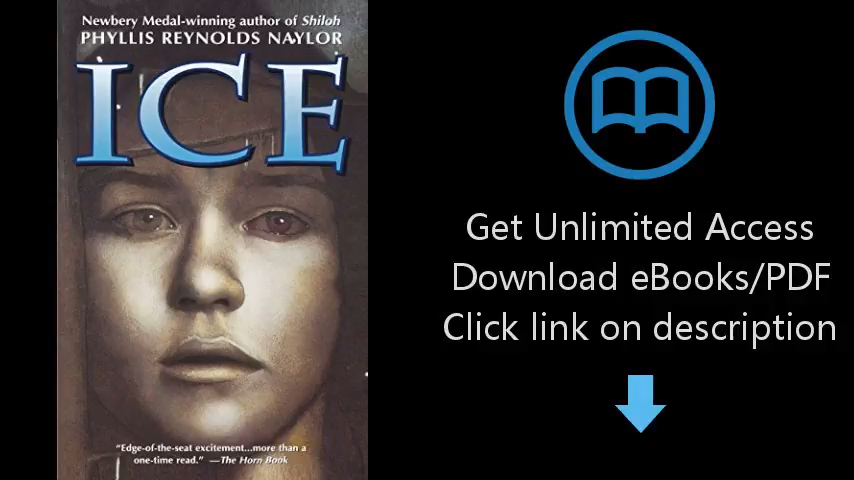 Newbery Medal-winning author of Shiloh
PHYLLIS REYNOLDS NAYLOR
ICE
"Edge-of-the-seat excitement...more than a
one-time read." —The Horn Book
Get Unlimited Access
Download eBooks/PDF
Click link on description